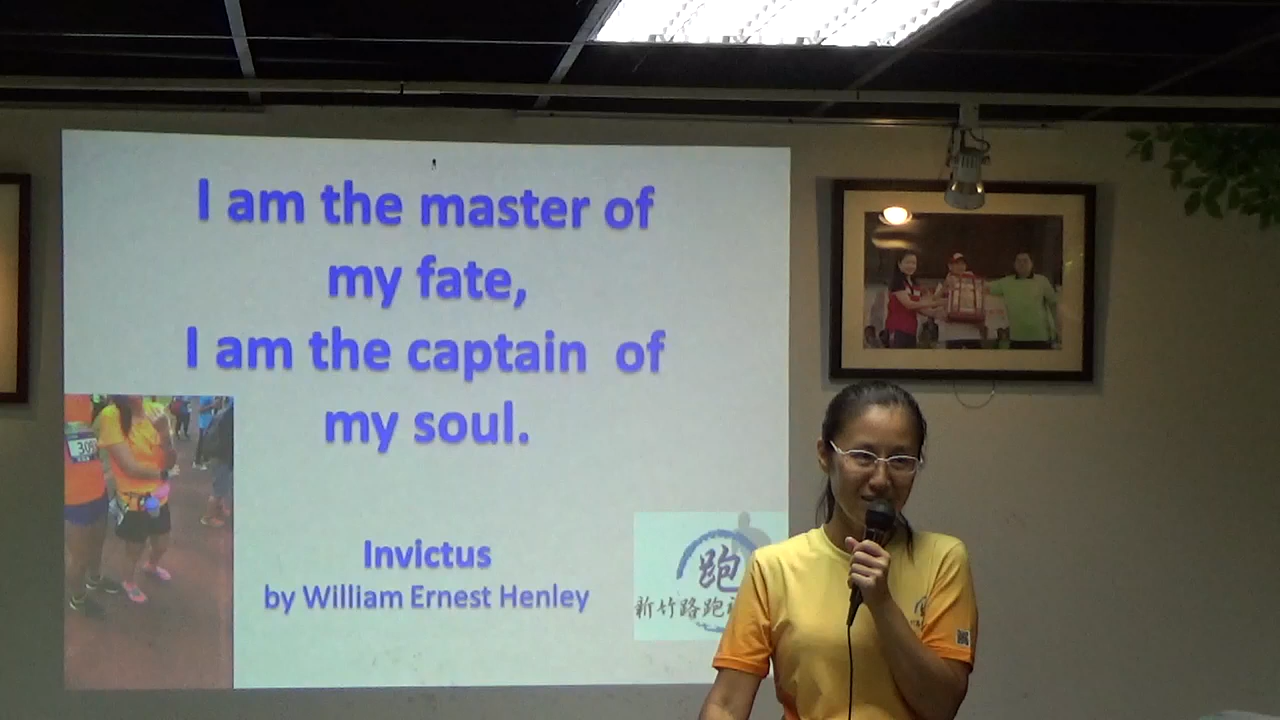 I am the master of
my fate,
I am the captain of
my soul.
Invictus
by William Ernest Henley
跑
新竹路跑